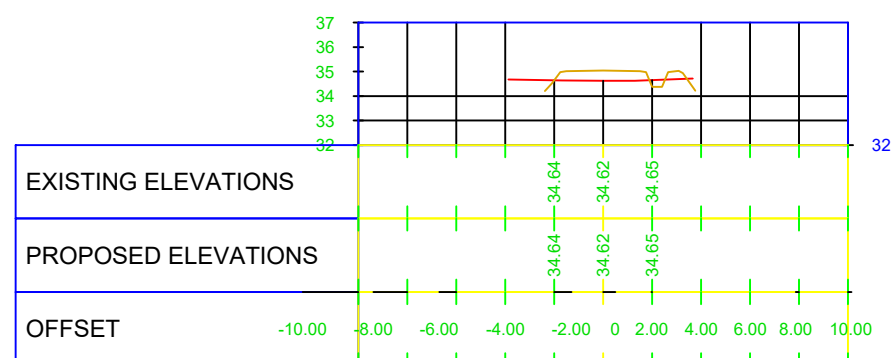 37
36
35
34
33
32
32
EXISTING ELEVATIONS 34.64 34.62 34.65
PROPOSED ELEVATIONS 34.64 34.62 34.65
OFFSET -10.00 -8.00 -6.00 -4.00 -2.00 0 2.00 4.00 6.00 8.00 10.00